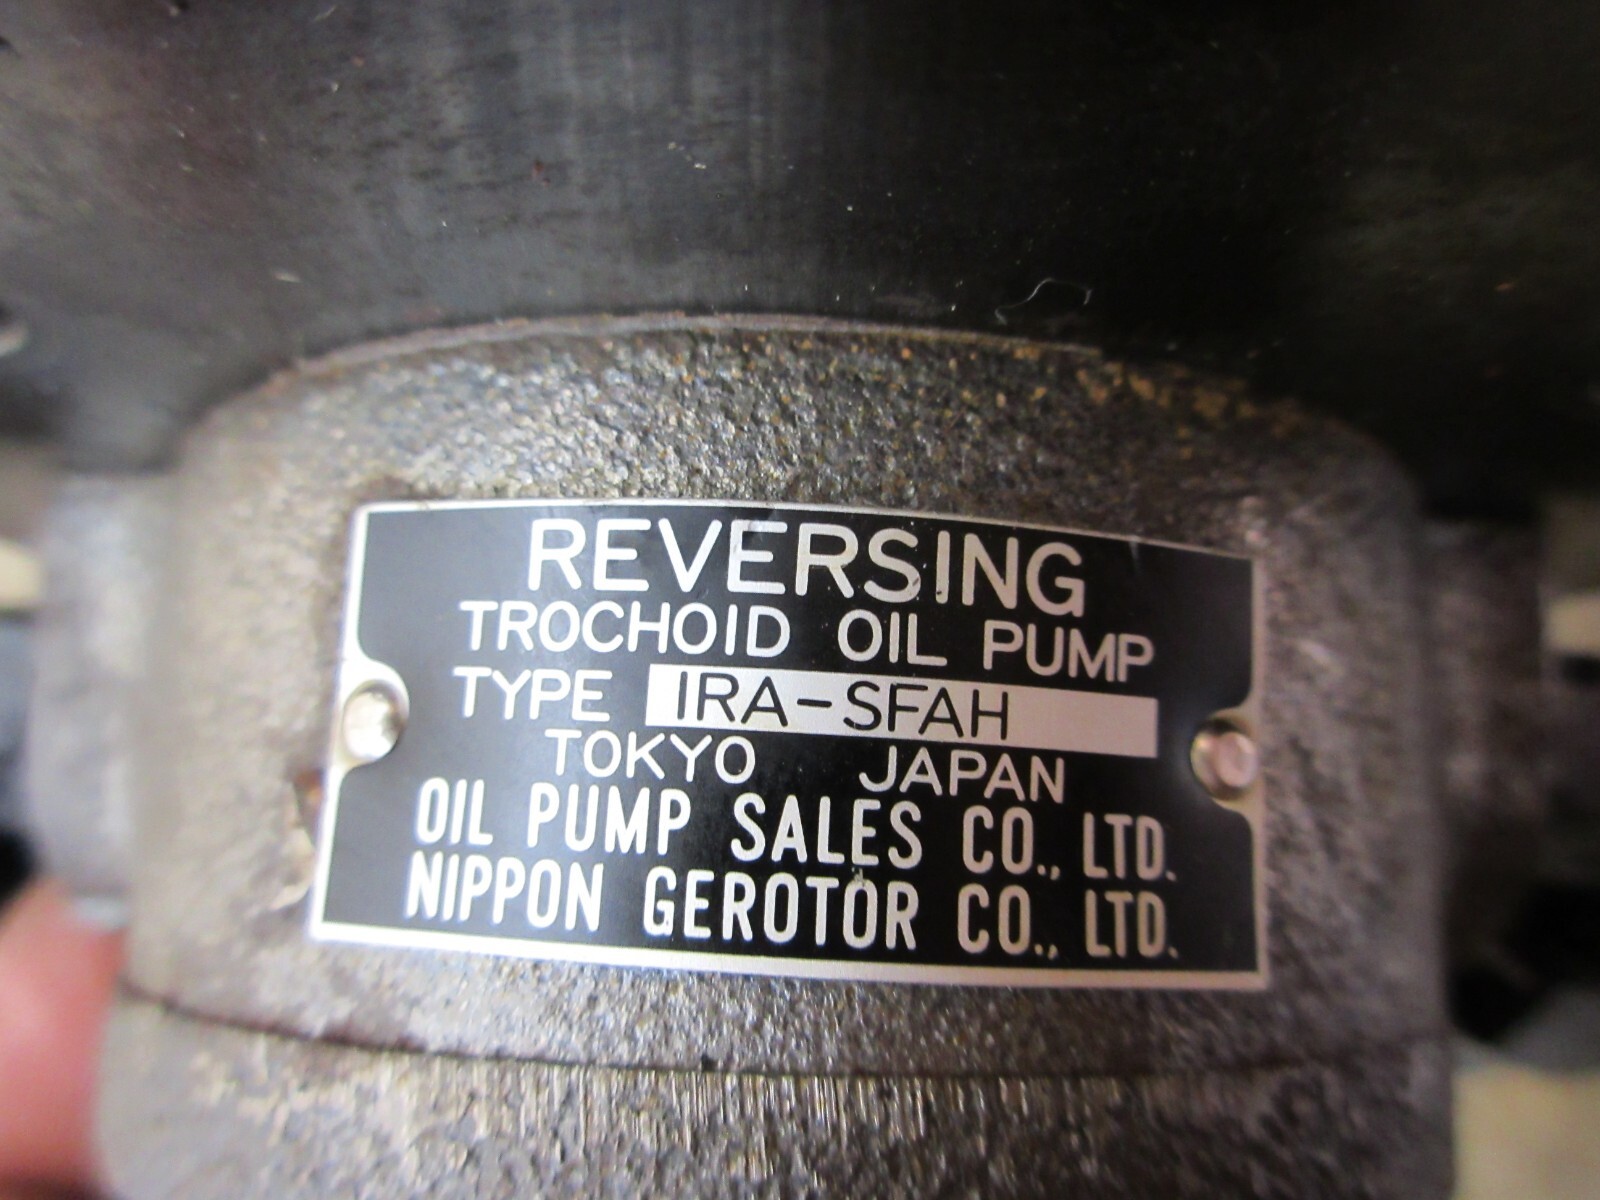 REVERSING
TROCHOID OIL PUMP
TYPE IRA-SFAH
TOKYO JAPAN
OIL PUMP SALES CO., LTD.
NIPPON GEROTOR CO., LTD.